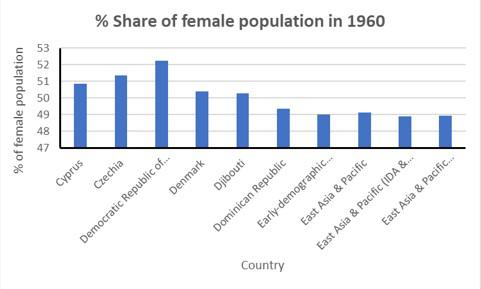 % Share of female population in 1960
% of female population
53
52
51
50
49
48
47
Cyprus
Czechia
Democratic Republic of...
Denmark
Djibouti
Dominican Republic
Early-demographic...
East Asia & Pacific
East Asia & Pacific (IDA &...
East Asia & Pacific...
Country